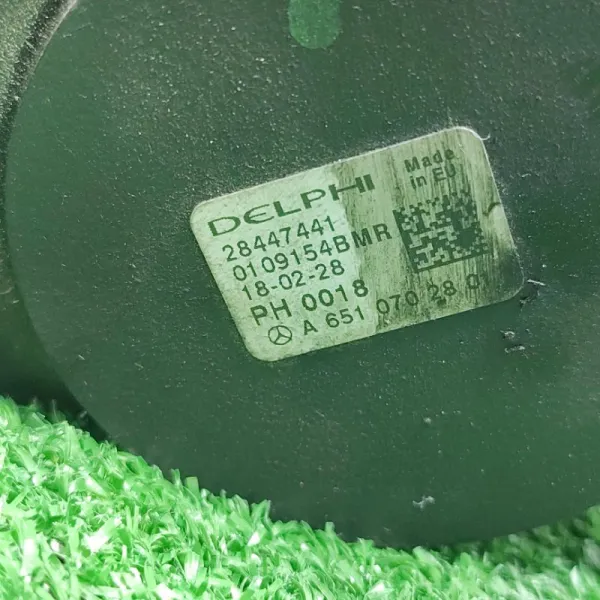 DELPHI
Made
in EU
28447441
0109154BMR
18-02-28
PH 0018
A 651 070 28 01